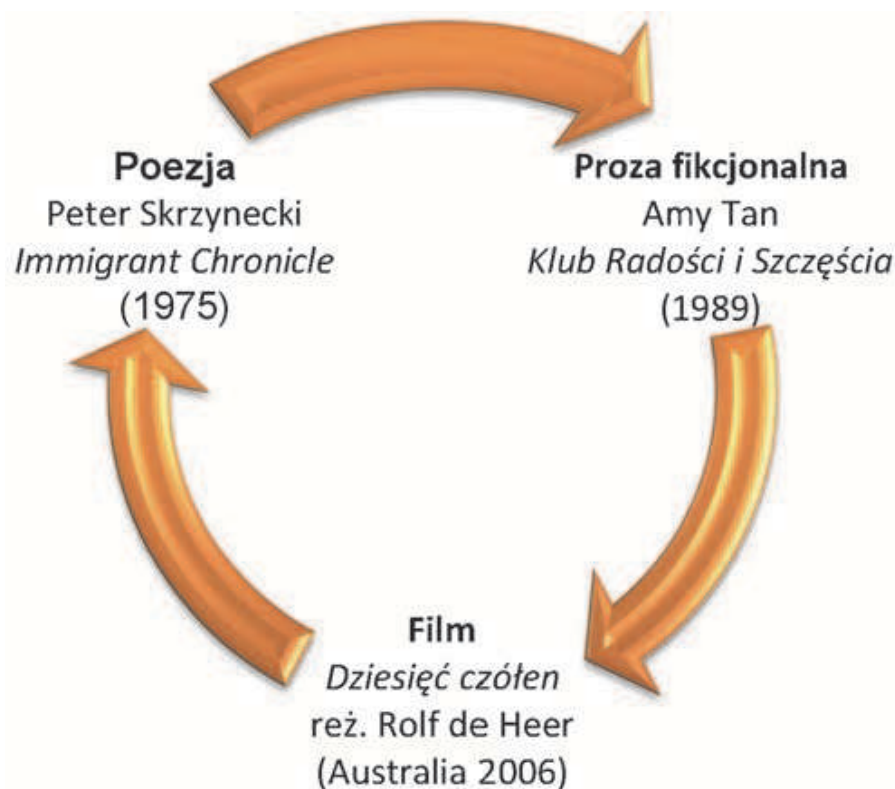 Poezja
Peter Skrzynecki
Immigrant Chronicle
(1975)
Proza fikcjonalna
Amy Tan
Klub Radości i Szczęścia
(1989)
Film
Dziesięć czółen
reż. Rolf de Heer
(Australia 2006)